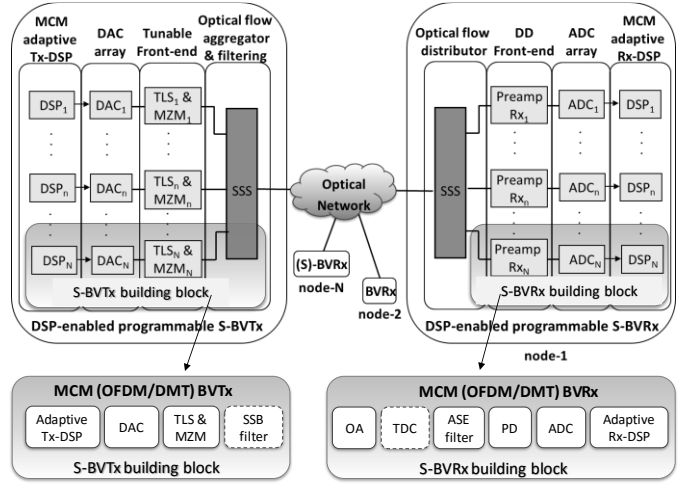 MCM adaptive Tx-DSP
DAC array
Tunable Front-end
Optical flow aggregator & filtering
DSP1
DAC1
TLS1 & MZM1
DSPn
DACn
TLSn & MZMn
SSS
DSPN
DACN
TLSN & MZMN
S-BVTx building block
DSP-enabled programmable S-BVTx
Optical Network
(S)-BVRx
node-N
BVRx
node-2
Optical flow distributor
DD Front-end
ADC array
MCM adaptive Rx-DSP
Preamp Rx1
ADC1
DSP1
SSS
Preamp Rxn
ADCn
DSPn
Preamp RxN
ADCN
DSPN
S-BVRx building block
DSP-enabled programmable S-BVRx
node-1
MCM (OFDM/DMT) BVTx
Adaptive Tx-DSP
DAC
TLS & MZM
SSB filter
S-BVTx building block
MCM (OFDM/DMT) BVRx
OA
TDC
ASE filter
PD
ADC
Adaptive Rx-DSP
S-BVRx building block